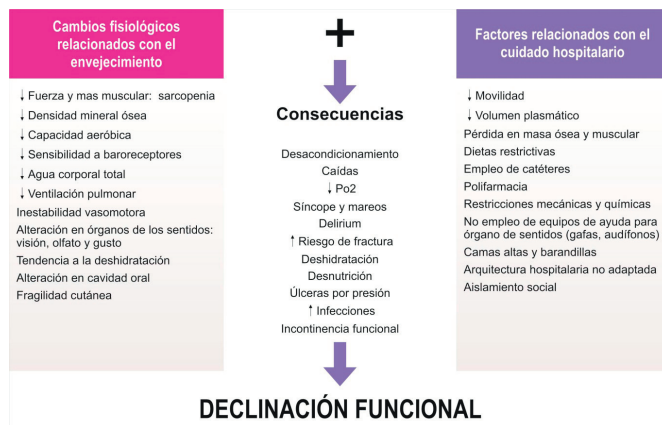 Cambios fisiológicos
relacionados con el
envejecimiento
↓ Fuerza y mas muscular: sarcopenia
↓ Densidad mineral ósea
↓ Capacidad aeróbica
↓ Sensibilidad a baroreceptores
↓ Agua corporal total
↓ Ventilación pulmonar
Inestabilidad vasomotora
Alteración en órganos de los sentidos:
visión, olfato y gusto
Tendencia a la deshidratación
Alteración en cavidad oral
Fragilidad cutánea
+
Consecuencias
Desacondicionamiento
Caídas
↓ Po2
Síncope y mareos
Delirium
↑ Riesgo de fractura
Deshidratación
Desnutrición
Úlceras por presión
↑ Infecciones
Incontinencia funcional
Factores relacionados con el
cuidado hospitalario
↓ Movilidad
↓ Volumen plasmático
Pérdida en masa ósea y muscular
Dietas restrictivas
Empleo de catéteres
Polifarmacia
Restricciones mecánicas y químicas
No empleo de equipos de ayuda para
órgano de sentidos (gafas, audífonos)
Camas altas y barandillas
Arquitectura hospitalaria no adaptada
Aislamiento social
DECLINACIÓN FUNCIONAL